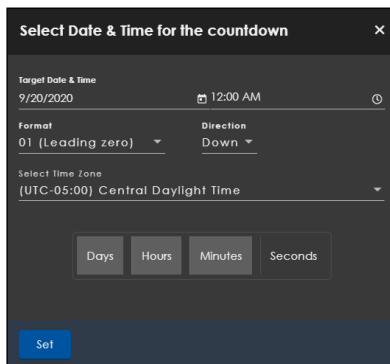 Select Date & Time for the countdown ×
Target Date & Time
9/20/2020 12:00 AM
Format Direction
01 (Leading zero) Down
Select Time Zone
(UTC-05:00) Central Daylight Time
Days Hours Minutes Seconds
Set